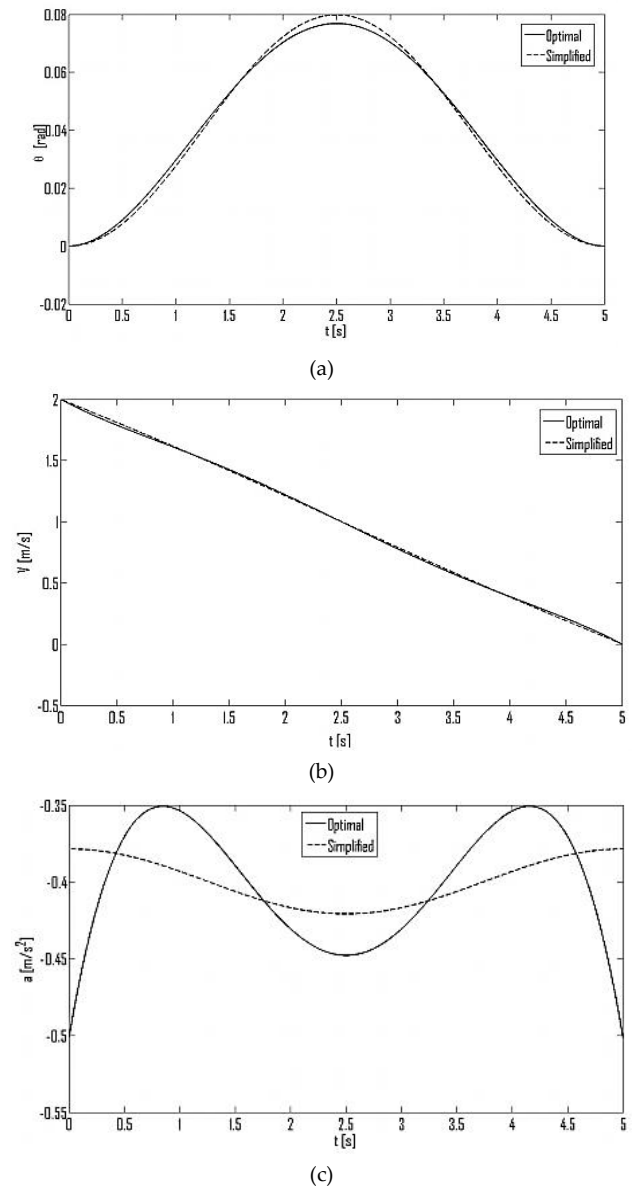 0.08
0.06
0.04
0.02
0
-0.02
θ [rad]
Optimal
Simplified
0 0.5 1 1.5 2 2.5 3 3.5 4 4.5 5
t [s]
(a)
2
1.5
1
0.5
0
-0.5
V [m/s]
Optimal
Simplified
0 0.5 1 1.5 2 2.5 3 3.5 4 4.5 5
t [s]
(b)
-0.35
-0.4
-0.45
-0.5
-0.55
a [m/s²]
Optimal
Simplified
0 0.5 1 1.5 2 2.5 3 3.5 4 4.5 5
t [s]
(c)